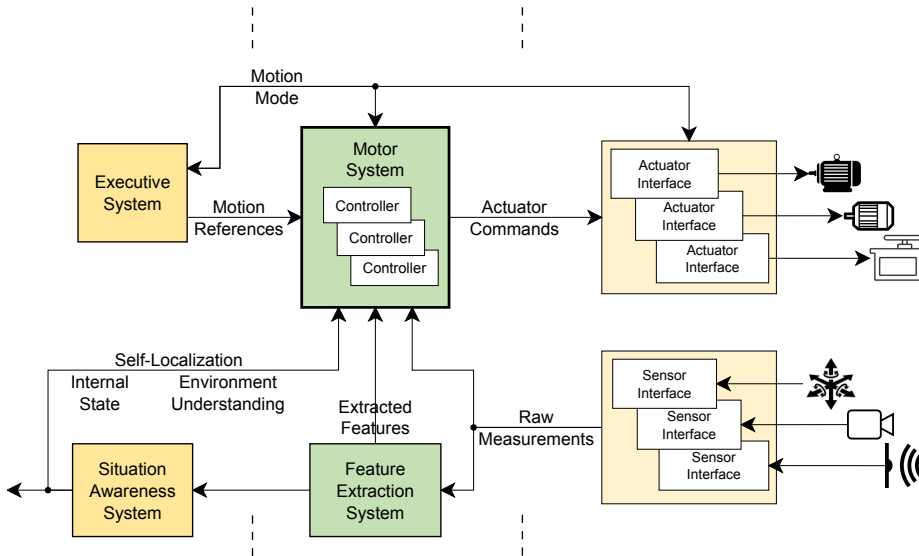 Motion
Mode
Executive
System
Motion
References
Motor
System
Controller
Controller
Controller
Actuator
Commands
Actuator
Interface
Actuator
Interface
Actuator
Interface
Self-Localization
Internal
State
Environment
Understanding
Extracted
Features
Raw
Measurements
Sensor
Interface
Sensor
Interface
Sensor
Interface
Situation
Awareness
System
Feature
Extraction
System